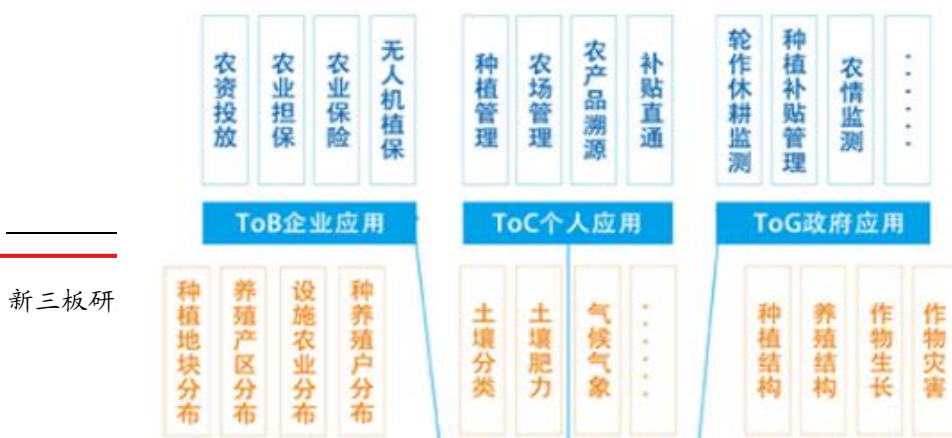 农资投放
农业担保
农业保险
无人机植保
种植管理
农场管理
农产品溯源
补贴直通
轮作休耕监测
种植补贴管理
农情监测
......
ToB企业应用
ToC个人应用
ToG政府应用
新三板研
种植地块分布
养殖产区分布
设施农业分布
种养殖户分布
土壤分类
土壤肥力
气候气象
......
种植结构
养殖结构
作物生长
作物灾害